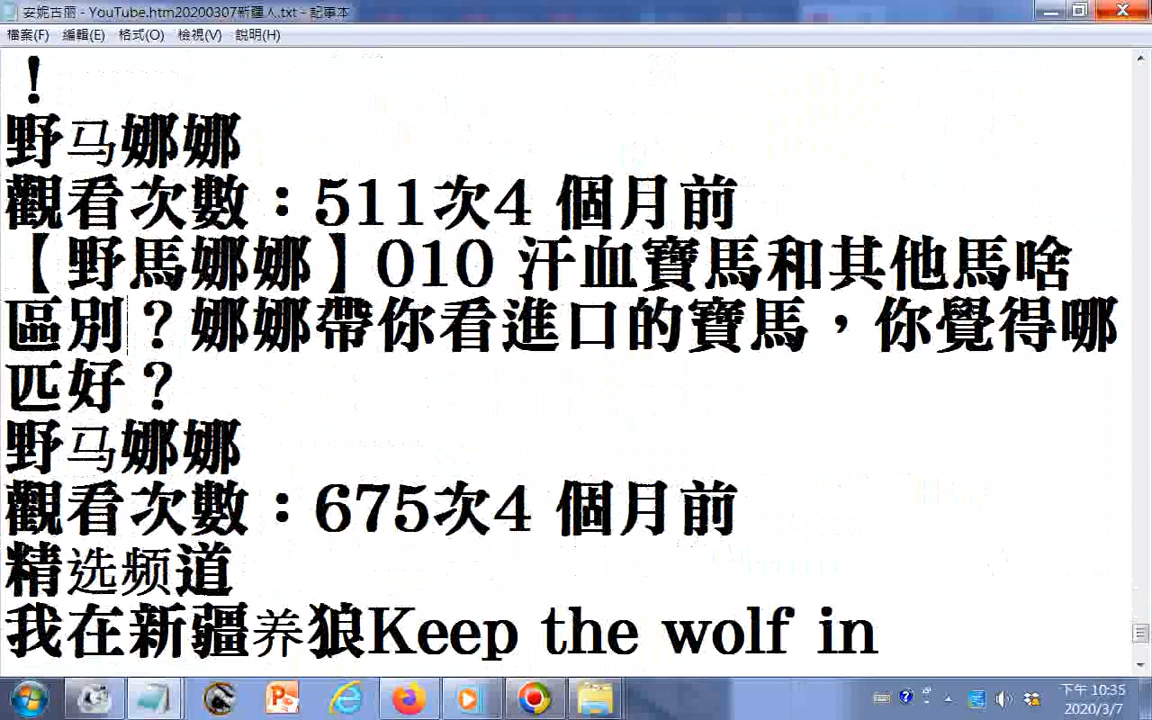 安妮古丽 - YouTube.htm20200307新疆人.txt - 記事本
檔案(F) 編輯(E) 格式(O) 檢視(V) 說明(H)
！
野马娜娜
觀看次數：511次4 個月前
【野馬娜娜】010 汗血寶馬和其他馬啥
區別？娜娜帶你看進口的寶馬，你覺得哪
匹好？
野马娜娜
觀看次數：675次4 個月前
精选频道
我在新疆养狼Keep the wolf in
下午 10:35
2020/3/7